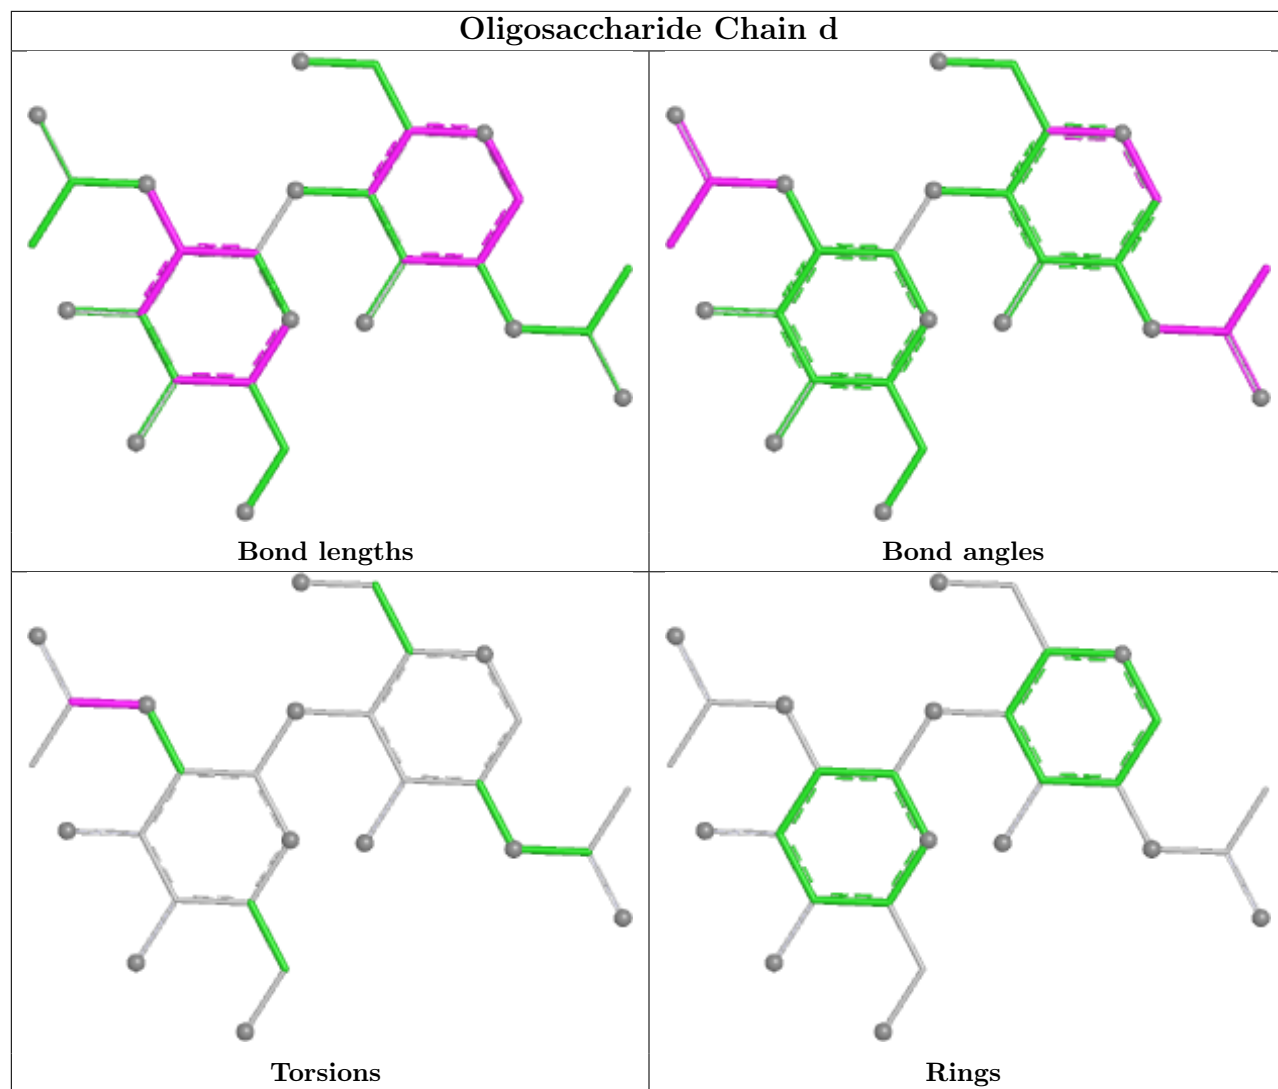 Oligosaccharide Chain d
Bond lengths
Bond angles
Torsions
Rings